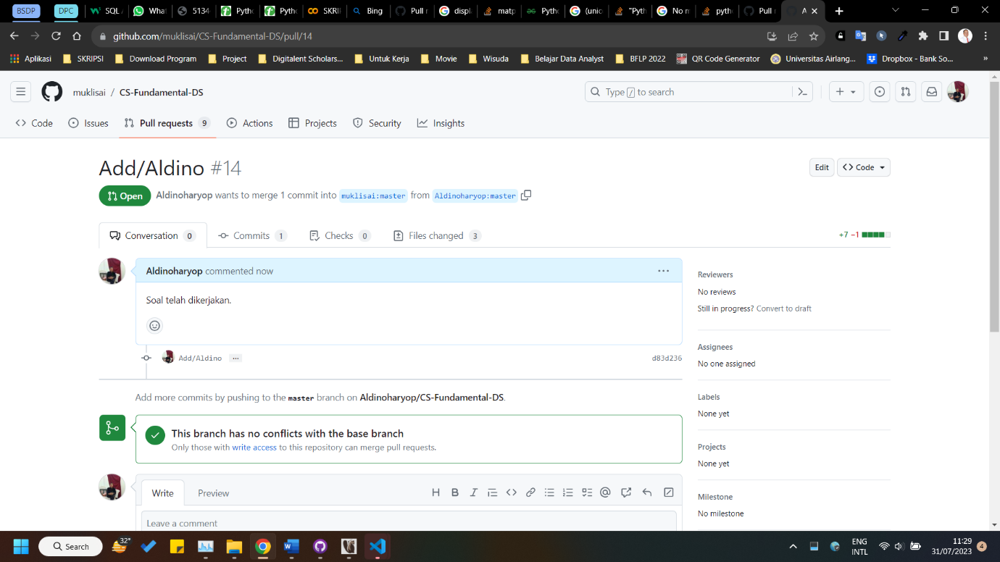 BSDP DPC SQL What 5134 Pytho Pytho SKRI Bing Pull r displ matp Pytho (unic "Pyth No m pyth Pull r A
github.com/muklisai/CS-Fundamental-DS/pull/14
Aplikasi SKRIPSI Download Program Project Digitalent Scholars... Untuk Kerja Movie Wisuda Belajar Data Analyst BFLP 2022 QR Code Generator Universitas Airlang... Dropbox - Bank So... »
muklisai / CS-Fundamental-DS Type / to search
Code Issues Pull requests 9 Actions Projects Security Insights
Add/Aldino #14 Edit Code
Open Aldinoharyop wants to merge 1 commit into muklisai:master from Aldinoharyop:master
Conversation 0 Commits 1 Checks 0 Files changed 3 +7 −1
Aldinoharyop commented now ···
Soal telah dikerjakan.
Add/Aldino ··· d83d236
Add more commits by pushing to the master branch on Aldinoharyop/CS-Fundamental-DS.
This branch has no conflicts with the base branch
Only those with write access to this repository can merge pull requests.
Write Preview H B I @
Leave a comment
Reviewers
No reviews
Still in progress? Convert to draft
Assignees
No one assigned
Labels
None yet
Projects
None yet
Milestone
No milestone
Search 32° ENG INTL 11:29 31/07/2023 4